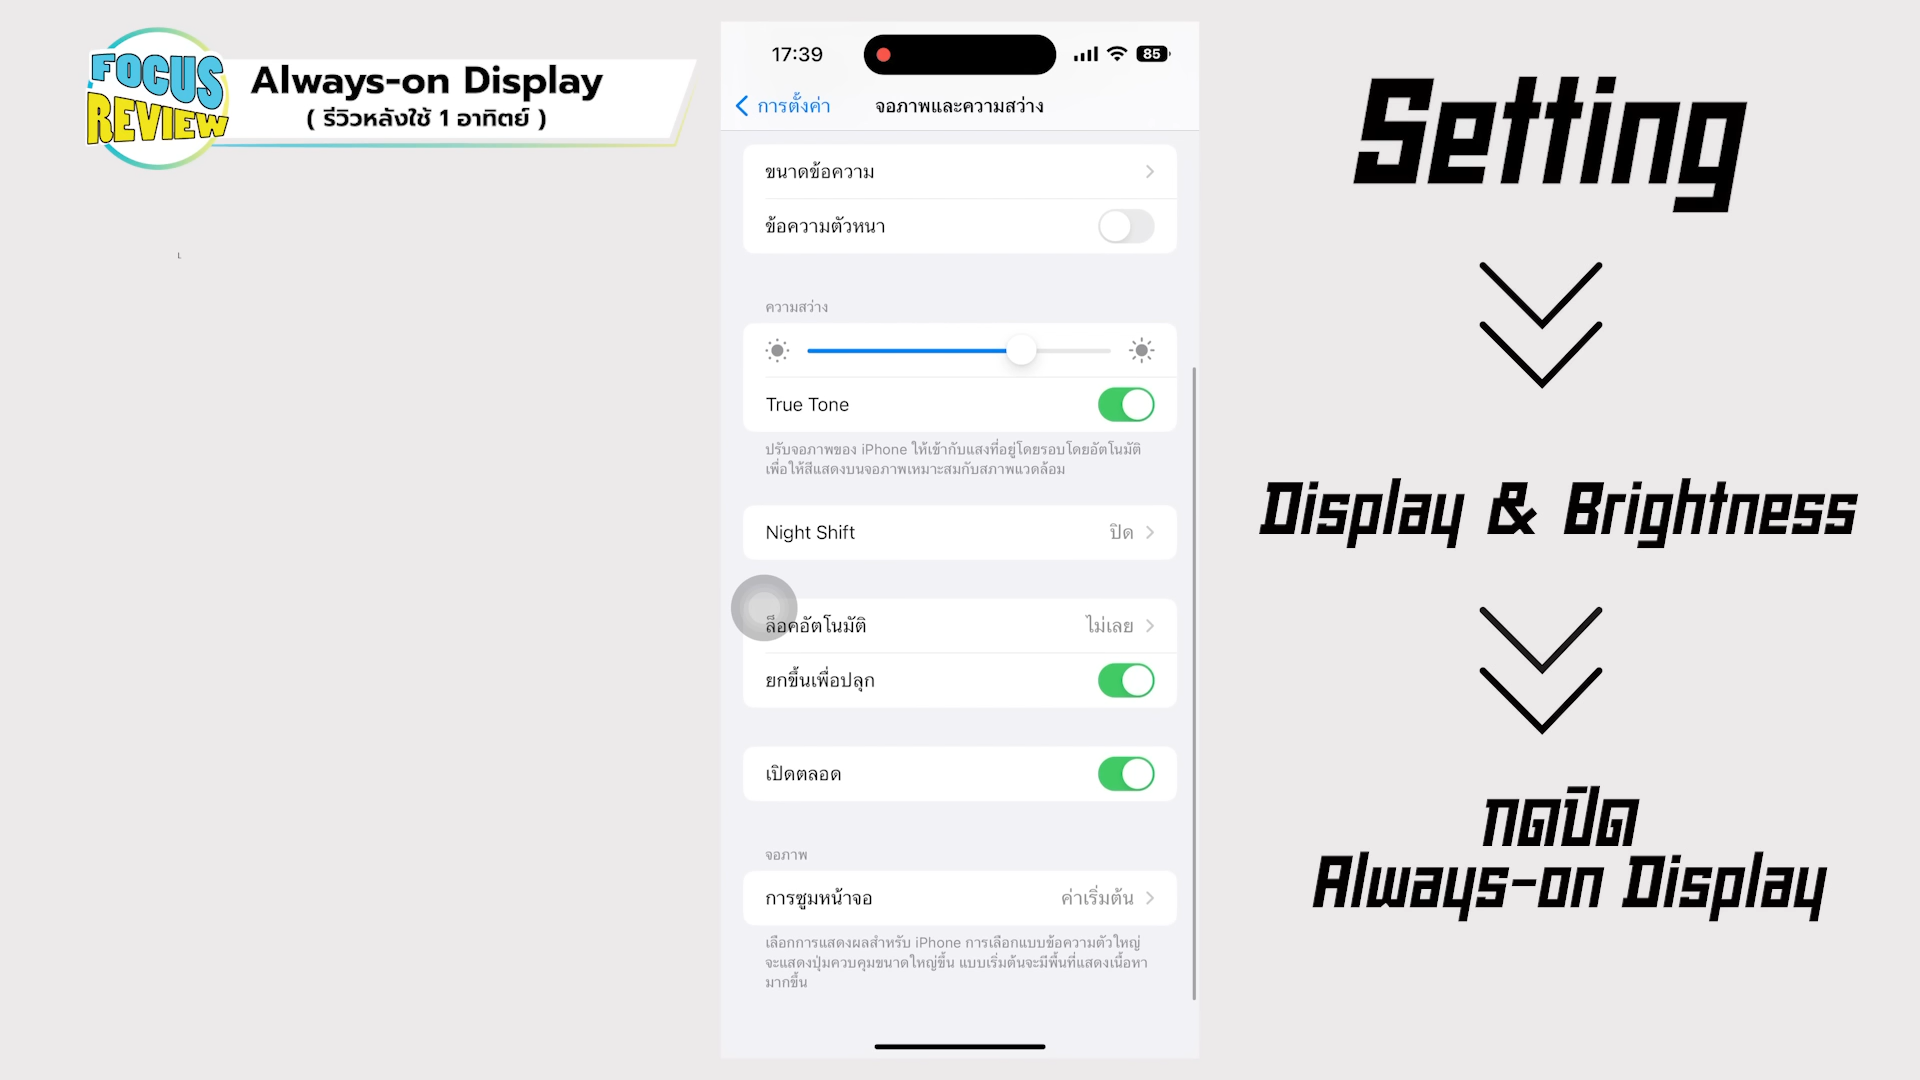 FOCUS
REVIEW
Always-on Display
( รีวิวหลังใช้ 1 อาทิตย์ )
17:39
85
การตั้งค่า
จอภาพและความสว่าง
ขนาดข้อความ
ข้อความตัวหนา
ความสว่าง
True Tone
ปรับจอภาพของ iPhone ให้เข้ากับแสงที่อยู่โดยรอบโดยอัตโนมัติ
เพื่อให้สีแสดงบนจอภาพเหมาะสมกับสภาพแวดล้อม
Night Shift ปิด
ล็อคอัตโนมัติ ไม่เลย
ยกขึ้นเพื่อปลุก
เปิดตลอด
จอภาพ
การซูมหน้าจอ ค่าเริ่มต้น
เลือกการแสดงผลสำหรับ iPhone การเลือกแบบข้อความตัวใหญ่
จะแสดงปุ่มควบคุมขนาดใหญ่ขึ้น แบบเริ่มต้นจะมีพื้นที่แสดงเนื้อหา
มากขึ้น
Setting
Display & Brightness
กดปิด
Always-on Display